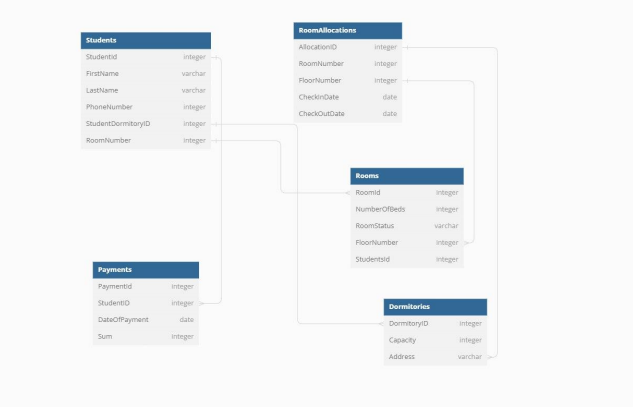 Students
StudentId integer
FirstName varchar
LastName varchar
PhoneNumber integer
StudentDormitoryID integer
RoomNumber integer
RoomAllocations
AllocationID integer
RoomNumber integer
FloorNumber integer
CheckInDate date
CheckOutDate date
Rooms
RoomId integer
NumberOfBeds integer
RoomStatus varchar
FloorNumber integer
StudentsId integer
Payments
PaymentId integer
StudentID integer
DateOfPayment date
Sum integer
Dormitories
DormitoryID integer
Capacity integer
Address varchar